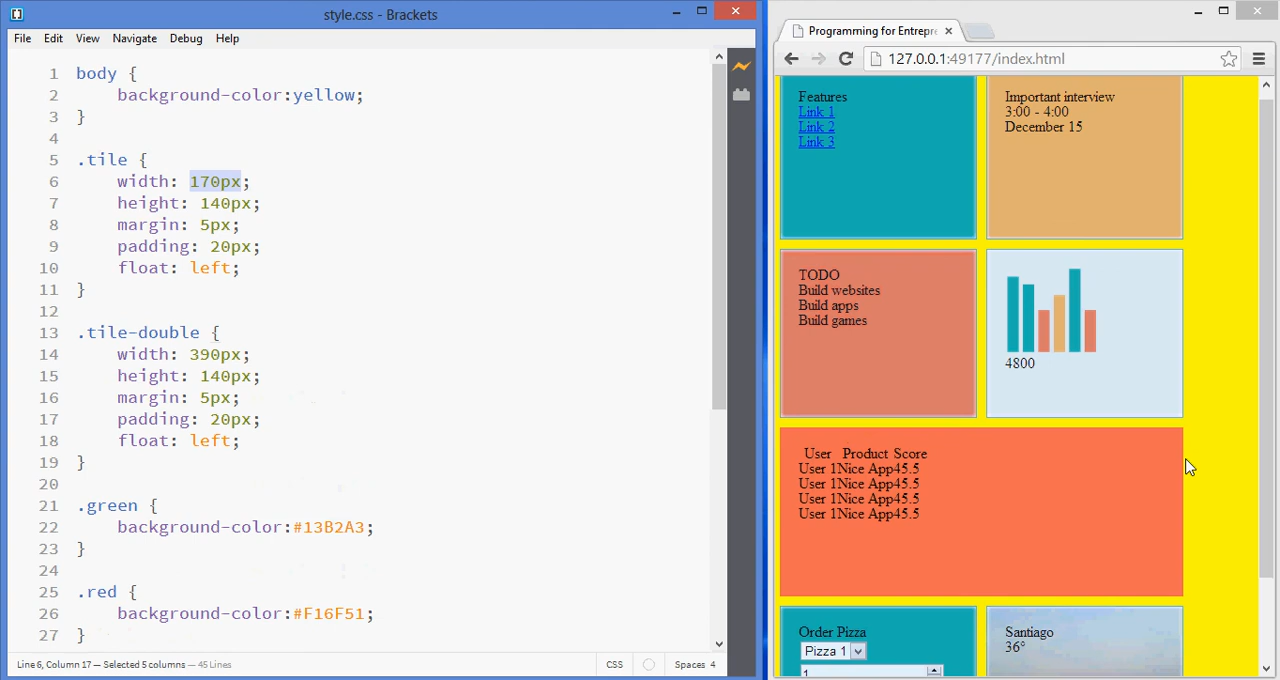 style.css - Brackets
File Edit View Navigate Debug Help
1 body {
2 background-color:yellow;
3 }
4
5 .tile {
6 width: 170px;
7 height: 140px;
8 margin: 5px;
9 padding: 20px;
10 float: left;
11 }
12
13 .tile-double {
14 width: 390px;
15 height: 140px;
16 margin: 5px;
17 padding: 20px;
18 float: left;
19 }
20
21 .green {
22 background-color:#13B2A3;
23 }
24
25 .red {
26 background-color:#F16F51;
27 }
Line 6, Column 17 — Selected 5 columns — 45 Lines
CSS
Spaces 4
Programming for Entrepre
127.0.0.1:49177/index.html
Features
Link 1
Link 2
Link 3
Important interview
3:00 - 4:00
December 15
TODO
Build websites
Build apps
Build games
4800
User Product Score
User 1Nice App45.5
User 1Nice App45.5
User 1Nice App45.5
User 1Nice App45.5
Order Pizza
Pizza 1
1
Santiago
36°